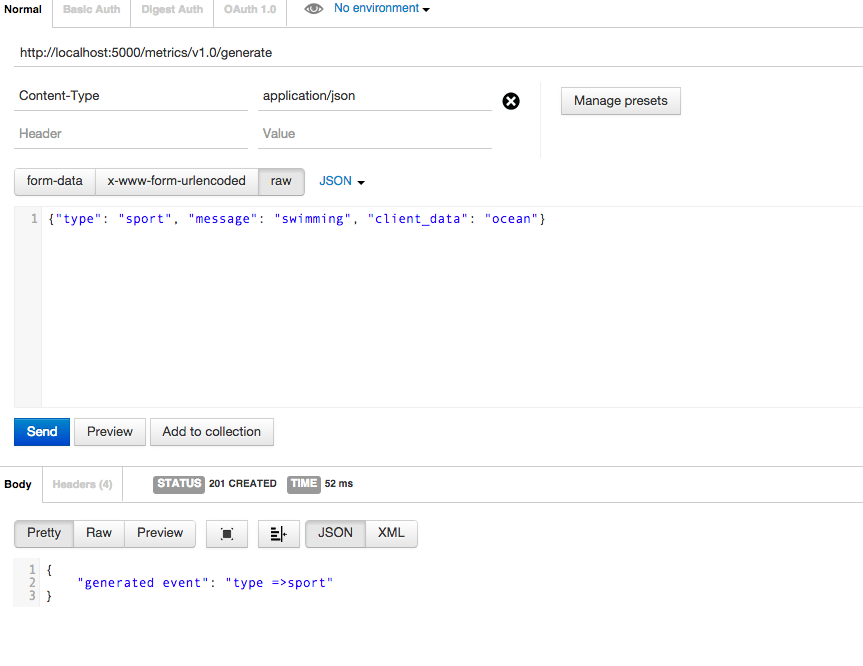 Normal Basic Auth Digest Auth OAuth 1.0 No environment
http://localhost:5000/metrics/v1.0/generate
Content-Type application/json Manage presets
Header Value
form-data x-www-form-urlencoded raw JSON
1 {"type": "sport", "message": "swimming", "client_data": "ocean"}
Send Preview Add to collection
Body Headers (4) STATUS 201 CREATED TIME 52 ms
Pretty Raw Preview JSON XML
1 {
2 "generated event": "type =>sport"
3 }